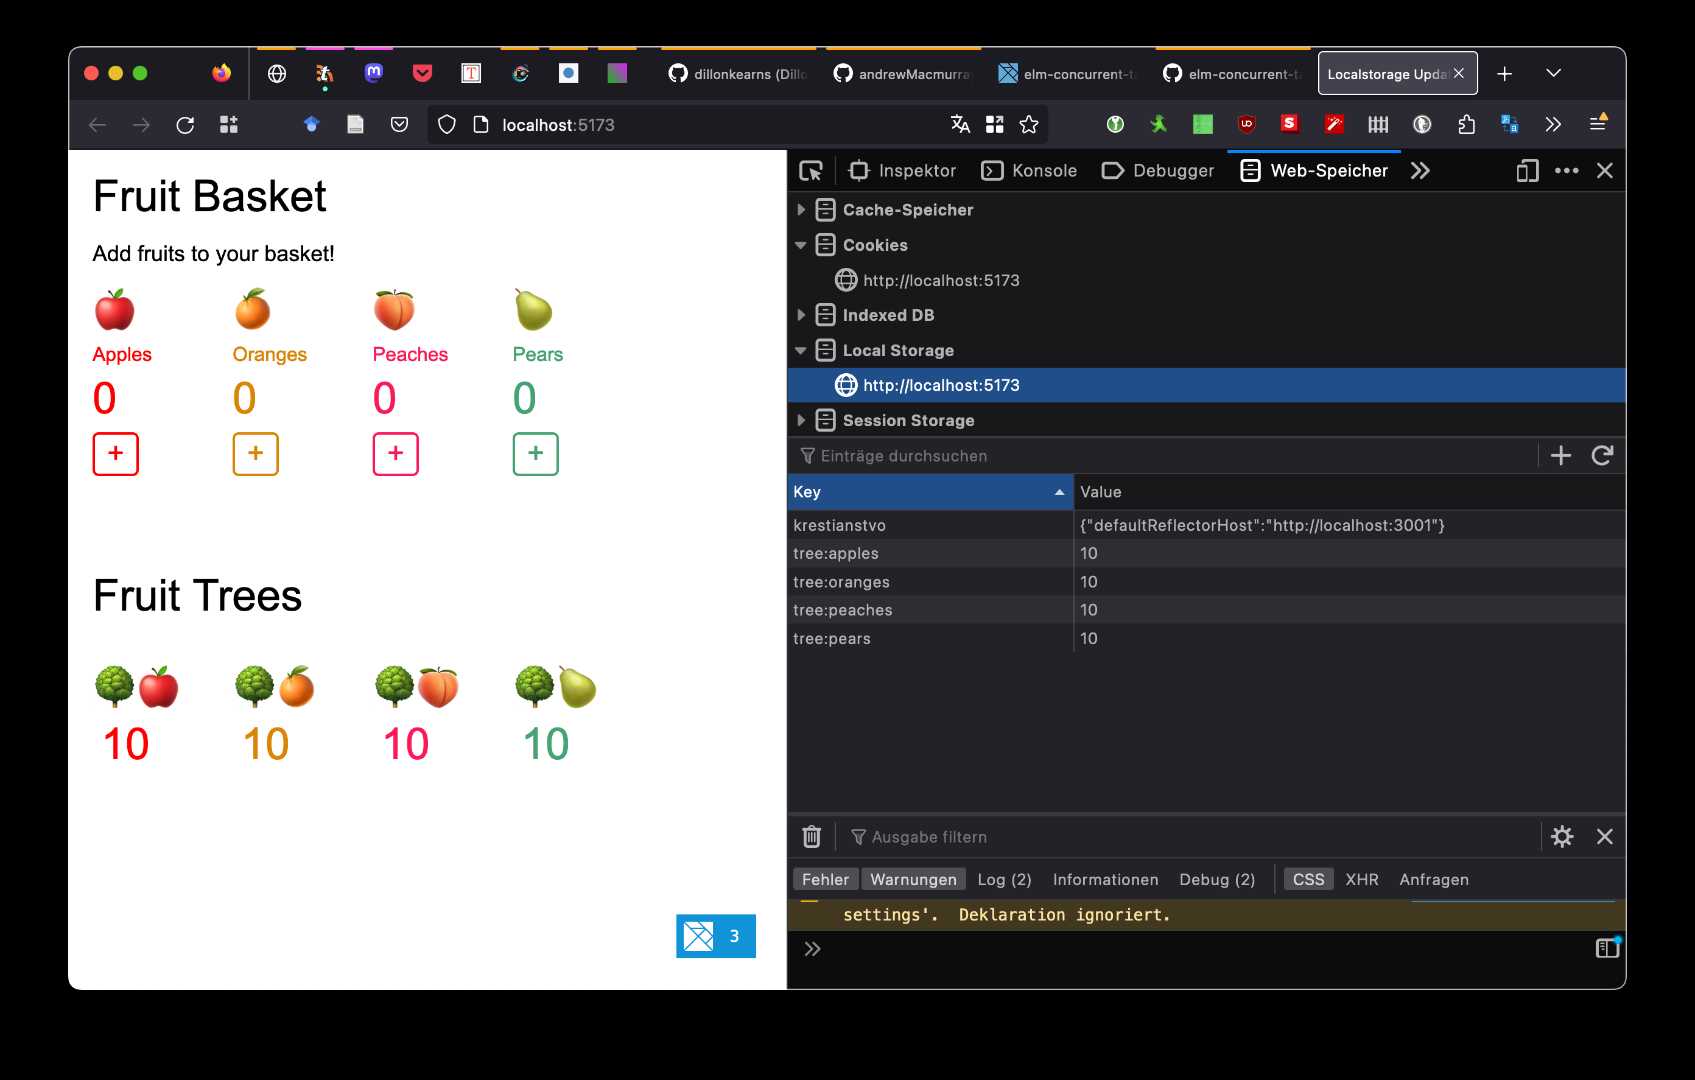 dillonkearns (Dillo
andrewMacmurra
elm-concurrent-ta
elm-concurrent-t
Localstorage Upda
localhost:5173
Fruit Basket
Add fruits to your basket!
Apples Oranges Peaches Pears
0 0 0 0
+ + + +
Fruit Trees
10 10 10 10
3
Inspektor Konsole Debugger Web-Speicher
Cache-Speicher
Cookies
http://localhost:5173
Indexed DB
Local Storage
http://localhost:5173
Session Storage
Einträge durchsuchen
Key Value
krestianstvo {"defaultReflectorHost":"http://localhost:3001"}
tree:apples 10
tree:oranges 10
tree:peaches 10
tree:pears 10
Ausgabe filtern
Fehler Warnungen Log (2) Informationen Debug (2) CSS XHR Anfragen
settings'. Deklaration ignoriert.